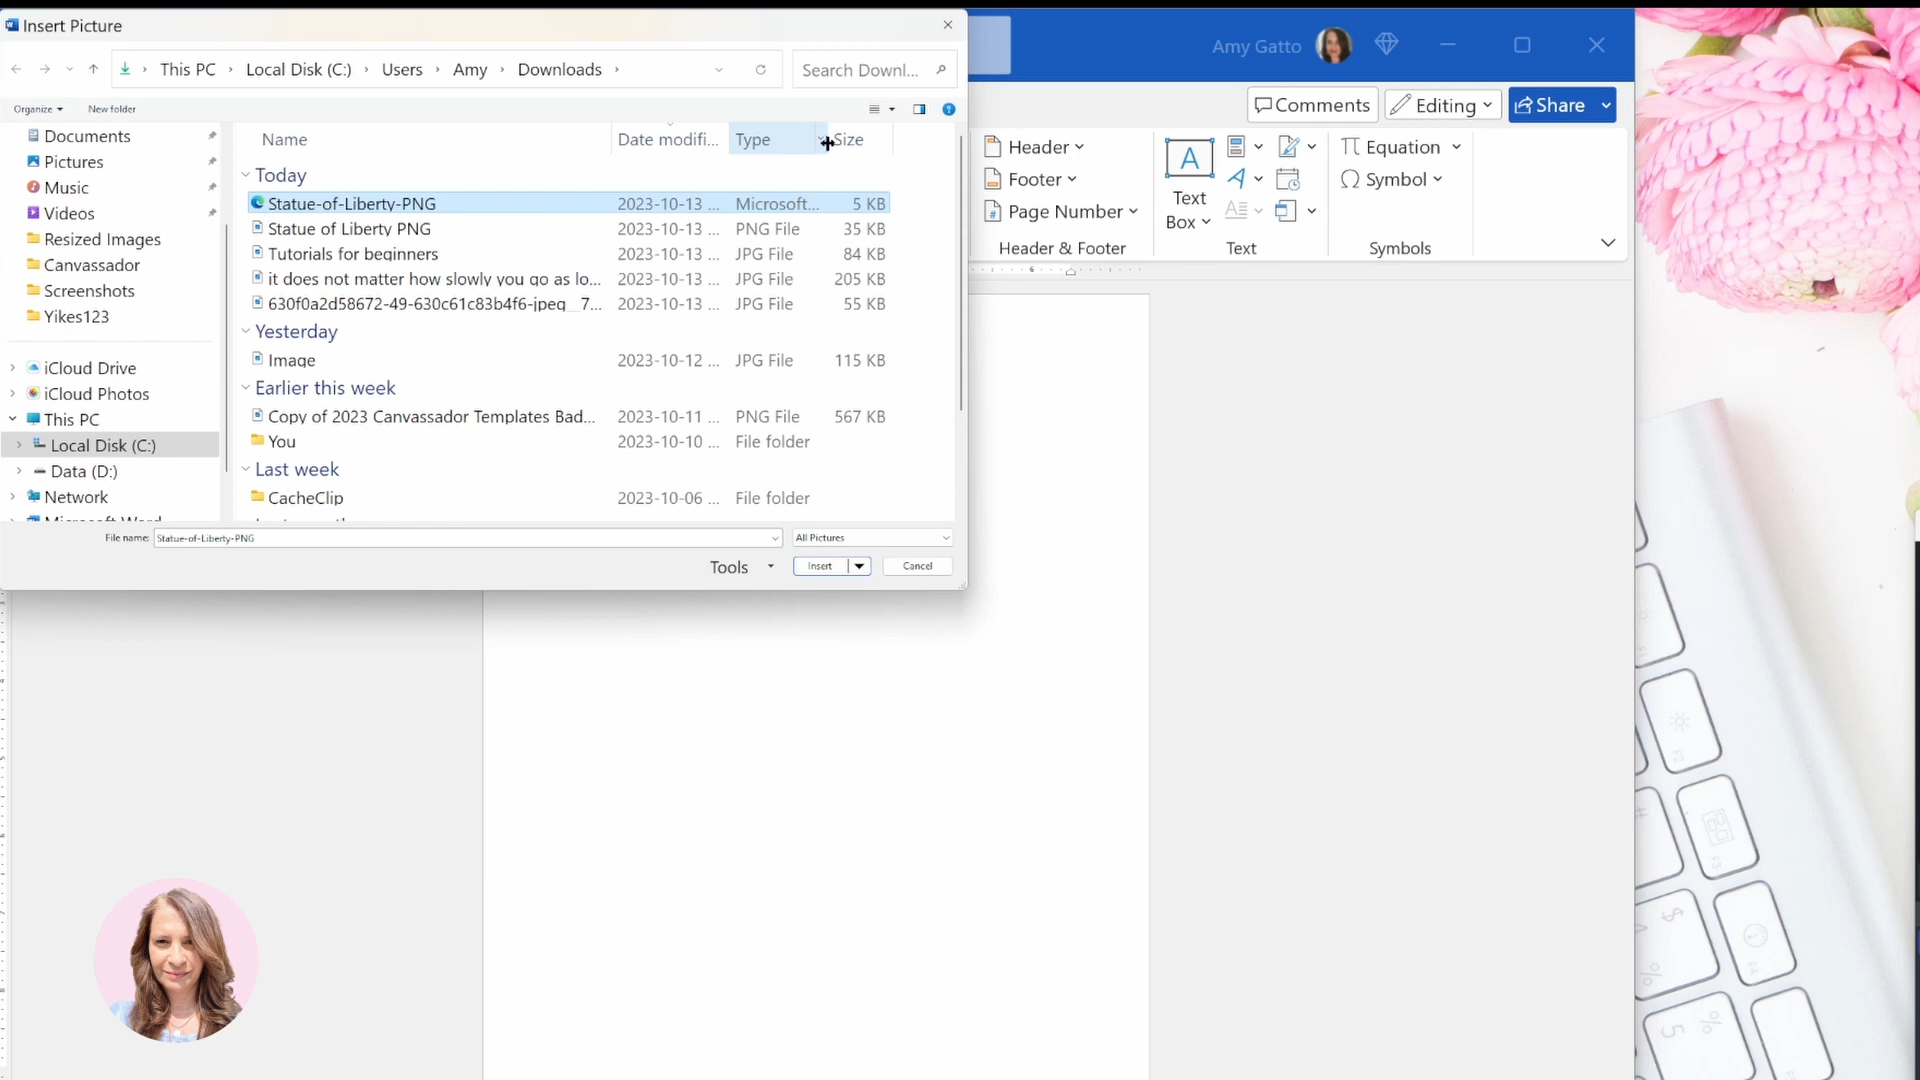 Insert Picture
Amy Gatto
This PC
Local Disk (C:)
Users
Amy
Downloads
Search Downl...
Organize
New folder
Comments
Editing
Share
Documents
Pictures
Music
Videos
Resized Images
Canvassador
Screenshots
Yikes123
iCloud Drive
iCloud Photos
This PC
Local Disk (C:)
Data (D:)
Network
Microsoft Word
Name Date modifi... Type Size
Today
Statue-of-Liberty-PNG 2023-10-13 ... Microsoft... 5 KB
Statue of Liberty PNG 2023-10-13 ... PNG File 35 KB
Tutorials for beginners 2023-10-13 ... JPG File 84 KB
it does not matter how slowly you go as lo... 2023-10-13 ... JPG File 205 KB
630f0a2d58672-49-630c61c83b4f6-jpeg__7... 2023-10-13 ... JPG File 55 KB
Yesterday
Image 2023-10-12 ... JPG File 115 KB
Earlier this week
Copy of 2023 Canvassador Templates Bad... 2023-10-11 ... PNG File 567 KB
You 2023-10-10 ... File folder
Last week
CacheClip 2023-10-06 ... File folder
File name: Statue-of-Liberty-PNG
All Pictures
Tools
Insert
Cancel
Header
Footer
Page Number
Header & Footer
A
Text
Box
Text
Equation
Symbol
Symbols
6